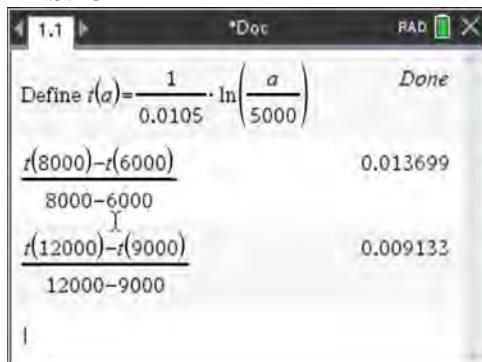 1.1 *Doc RAD
Define t(a)=1/0.0105·ln(a/5000) Done
t(8000)−t(6000)/8000−6000 0.013699
t(12000)−t(9000)/12000−9000 0.009133